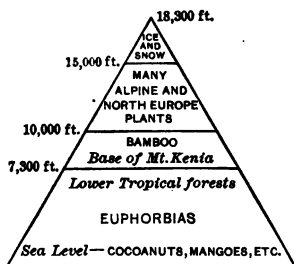 18,300 ft.
ICE
AND
SNOW
15,000 ft.
MANY
ALPINE AND
NORTH EUROPE
PLANTS
10,000 ft.
BAMBOO
Base of Mt. Kenia
7,300 ft.
Lower Tropical forests
EUPHORBIAS
Sea Level— COCOANUTS, MANGOES, ETC.